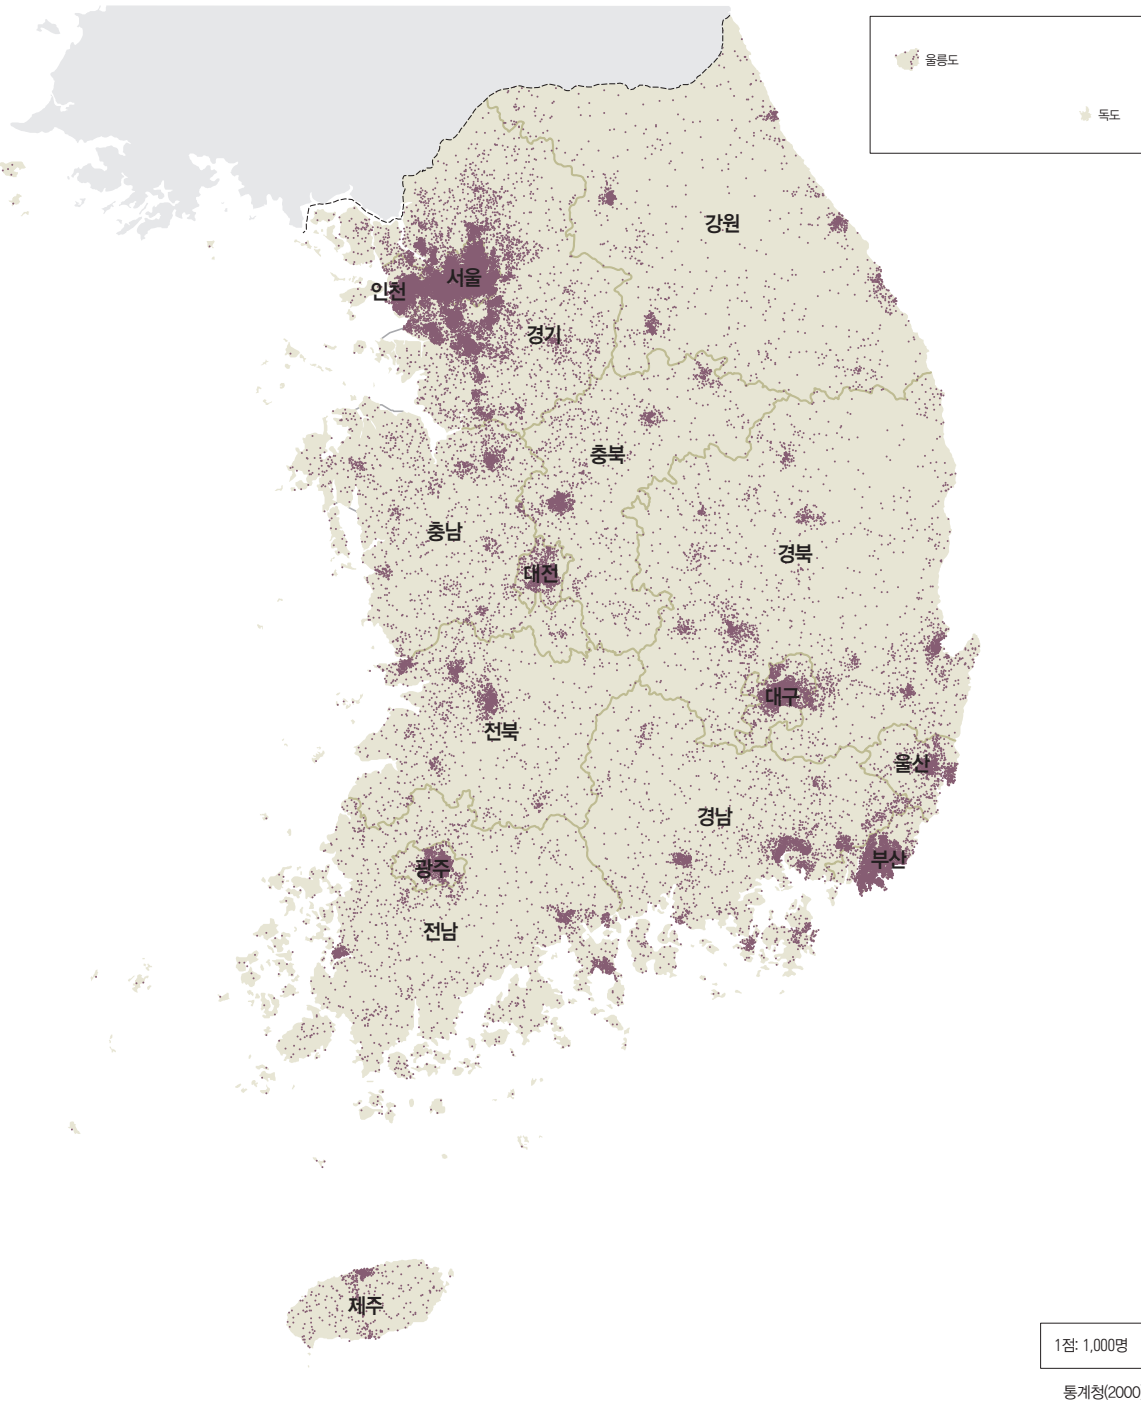 울릉도
독도
강원
서울
인천
경기
충북
충남
경북
대전
대구
전북
울산
경남
부산
광주
전남
제주
1점: 1,000명
통계청(2000